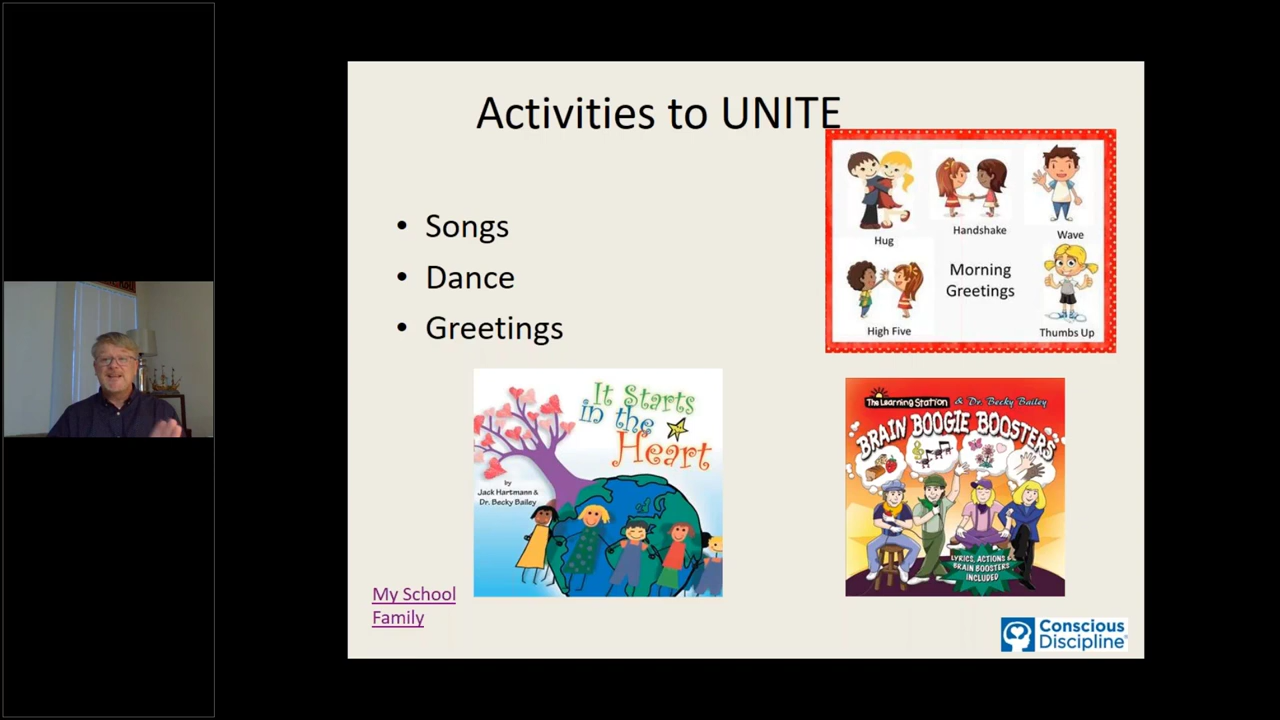 Activities to UNITE
• Songs
• Dance
• Greetings
Hug
Handshake
Wave
Morning
Greetings
High Five
Thumbs Up
It Starts
in the
Heart
by
Jack Hartmann &
Dr. Becky Bailey
The Learning Station & Dr. Becky Bailey
BRAIN BOOGIE BOOSTERS
LYRICS, ACTIONS &
BRAIN BOOSTERS
INCLUDED
My School
Family
Conscious
Discipline®